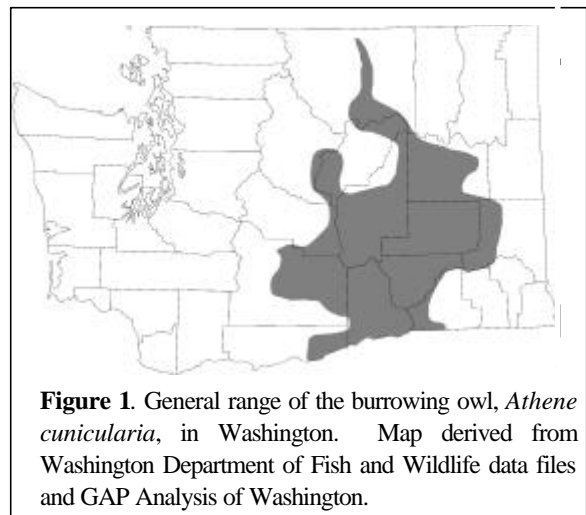 Figure 1. General range of the burrowing owl, Athene
cunicularia, in Washington. Map derived from
Washington Department of Fish and Wildlife data files
and GAP Analysis of Washington.